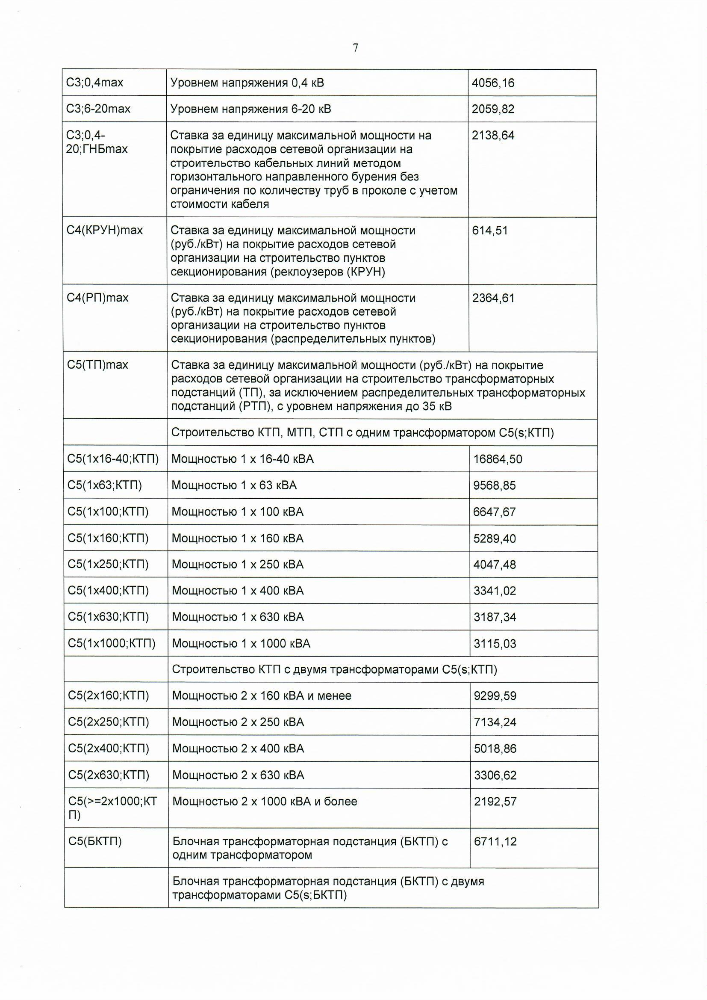 7
С3;0,4max
Уровнем напряжения 0,4 кВ
4056,16
С3;6-20max
Уровнем напряжения 6-20 кВ
2059,82
С3;0,4-
20;ГНБmax
Ставка за единицу максимальной мощности на
покрытие расходов сетевой организации на
строительство кабельных линий методом
горизонтального направленного бурения без
ограничения по количеству труб в проколе с учетом
стоимости кабеля
2138,64
С4(КРУН)max
Ставка за единицу максимальной мощности
(руб./кВт) на покрытие расходов сетевой
организации на строительство пунктов
секционирования (реклоузеров (КРУН)
614,51
С4(РП)max
Ставка за единицу максимальной мощности
(руб./кВт) на покрытие расходов сетевой
организации на строительство пунктов
секционирования (распределительных пунктов)
2364,61
С5(ТП)max
Ставка за единицу максимальной мощности (руб./кВт) на покрытие
расходов сетевой организации на строительство трансформаторных
подстанций (ТП), за исключением распределительных трансформаторных
подстанций (РТП), с уровнем напряжения до 35 кВ
Строительство КТП, МТП, СТП с одним трансформатором С5(s;КТП)
С5(1х16-40;КТП)
Мощностью 1 х 16-40 кВА
16864,50
С5(1х63;КТП)
Мощностью 1 х 63 кВА
9568,85
С5(1х100;КТП)
Мощностью 1 х 100 кВА
6647,67
С5(1х160;КТП)
Мощностью 1 х 160 кВА
5289,40
С5(1х250;КТП)
Мощностью 1 х 250 кВА
4047,48
С5(1х400;КТП)
Мощностью 1 х 400 кВА
3341,02
С5(1х630;КТП)
Мощностью 1 х 630 кВА
3187,34
С5(1х1000;КТП)
Мощностью 1 х 1000 кВА
3115,03
Строительство КТП с двумя трансформаторами С5(s;КТП)
С5(2х160;КТП)
Мощностью 2 х 160 кВА и менее
9299,59
С5(2х250;КТП)
Мощностью 2 х 250 кВА
7134,24
С5(2х400;КТП)
Мощностью 2 х 400 кВА
5018,86
С5(2х630;КТП)
Мощностью 2 х 630 кВА
3306,62
С5(>=2х1000;КТ
П)
Мощностью 2 х 1000 кВА и более
2192,57
С5(БКТП)
Блочная трансформаторная подстанция (БКТП) с
одним трансформатором
6711,12
Блочная трансформаторная подстанция (БКТП) с двумя
трансформаторами С5(s;БКТП)